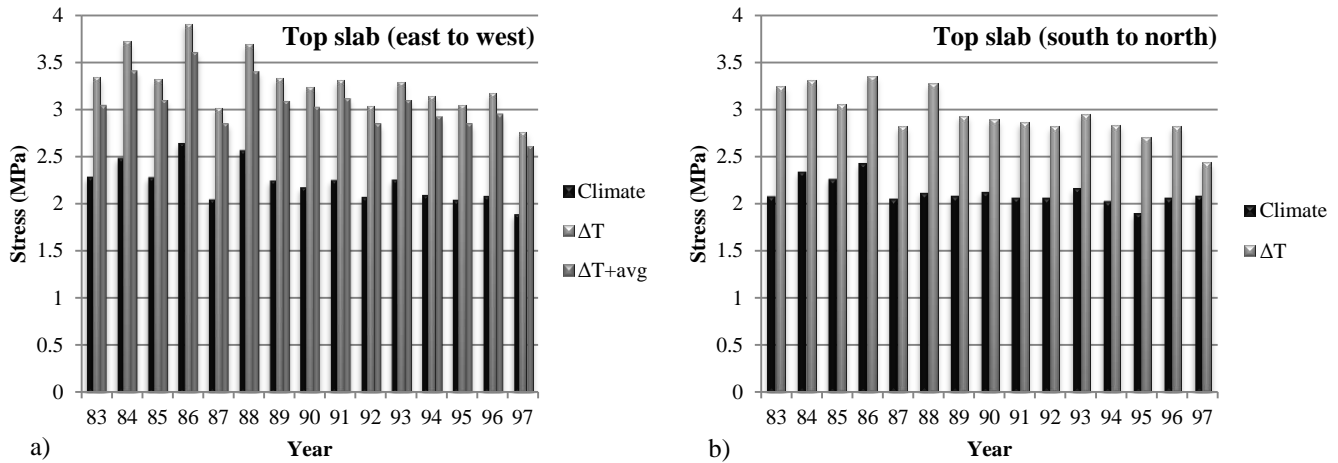 Top slab (east to west)
Stress (MPa)
4
3.5
3
2.5
2
1.5
1
0.5
0
83 84 85 86 87 88 89 90 91 92 93 94 95 96 97
Year
Climate
ΔT
ΔT+avg
a)
Top slab (south to north)
Stress (MPa)
4
3.5
3
2.5
2
1.5
1
0.5
0
83 84 85 86 87 88 89 90 91 92 93 94 95 96 97
Year
Climate
ΔT
b)